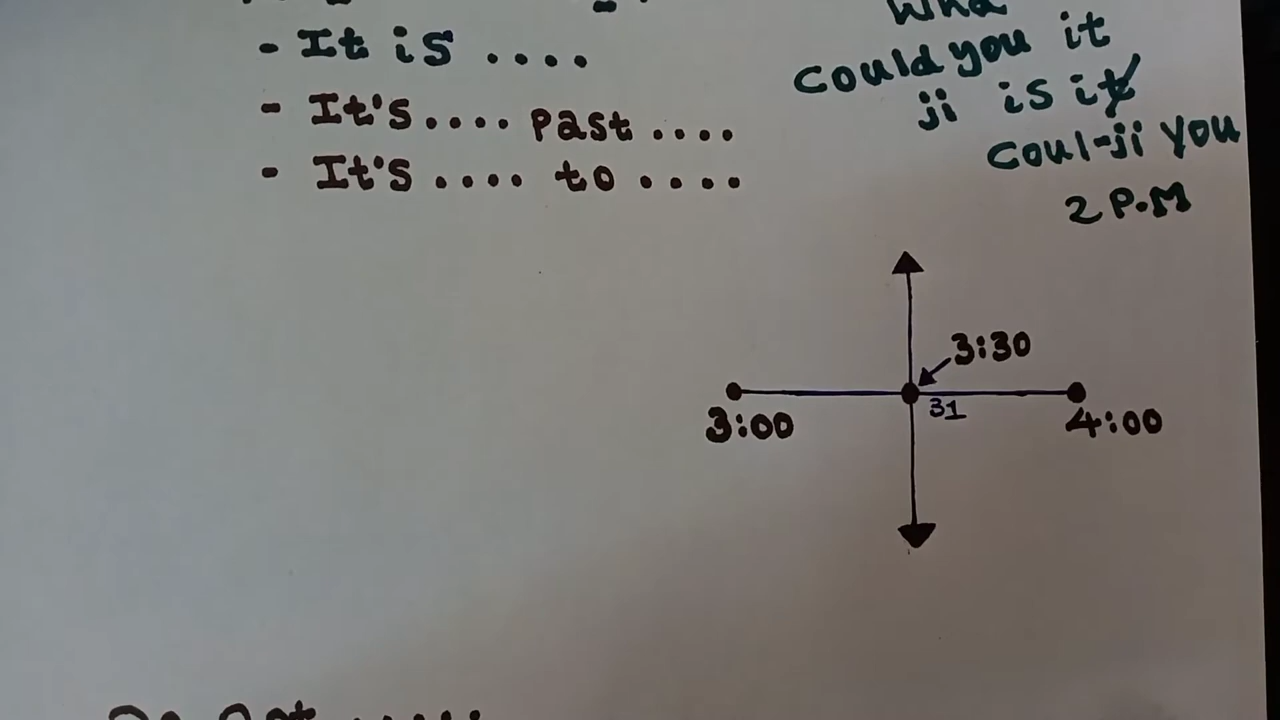 - It is ....
- It's .... past ....
- It's .... to ....
could you it
ji is it
coul-ji you
2 P.M
3:30
31
3:00
4:00